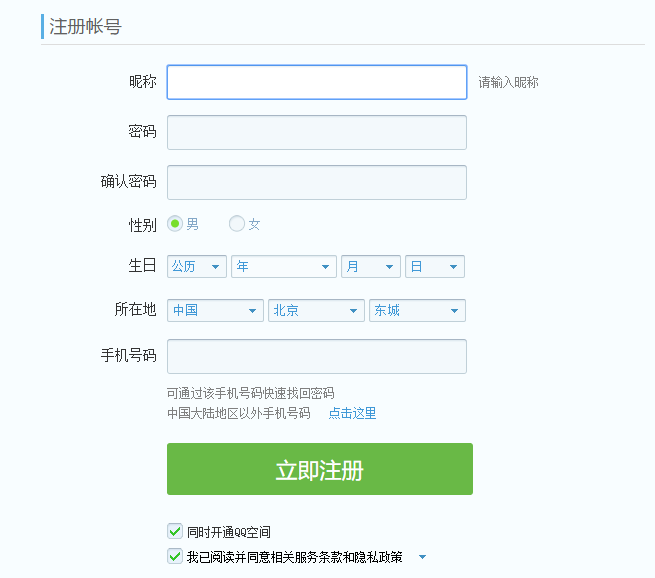 注册帐号
昵称 请输入昵称
密码
确认密码
性别 男 女
生日 公历 年 月 日
所在地 中国 北京 东城
手机号码
可通过该手机号码快速找回密码
中国大陆地区以外手机号码 点击这里
立即注册
同时开通QQ空间
我已阅读并同意相关服务条款和隐私政策